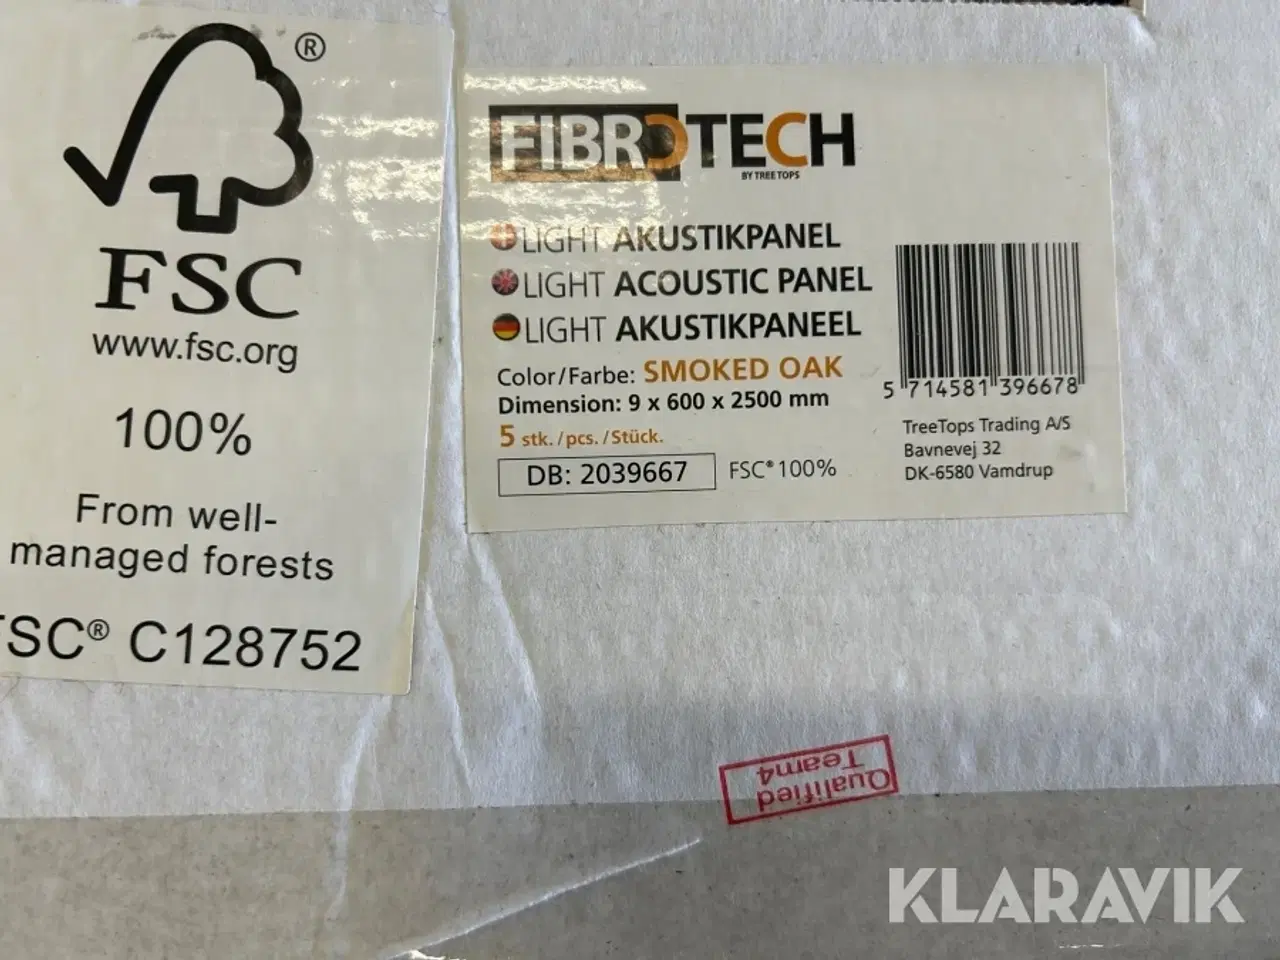 ®
FSC
www.fsc.org
100%
From well-
managed forests
FSC® C128752
FIBROTECH
BY TREE TOPS
LIGHT AKUSTIKPANEL
LIGHT ACOUSTIC PANEL
LIGHT AKUSTIKPANEEL
Color/Farbe: SMOKED OAK
Dimension: 9 x 600 x 2500 mm
5 stk./pcs./Stück.
DB: 2039667 FSC® 100%
5 714581 396678
TreeTops Trading A/S
Bavnevej 32
DK-6580 Vamdrup
Qualified
Team4
KLARAVIK